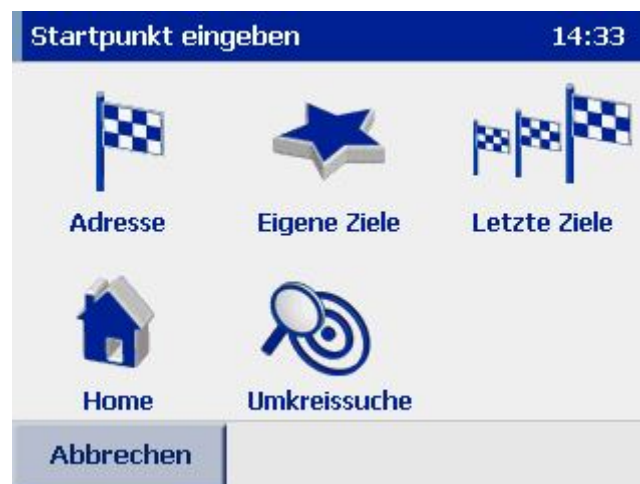 Startpunkt eingeben 14:33
Adresse Eigene Ziele Letzte Ziele
Home Umkreissuche
Abbrechen